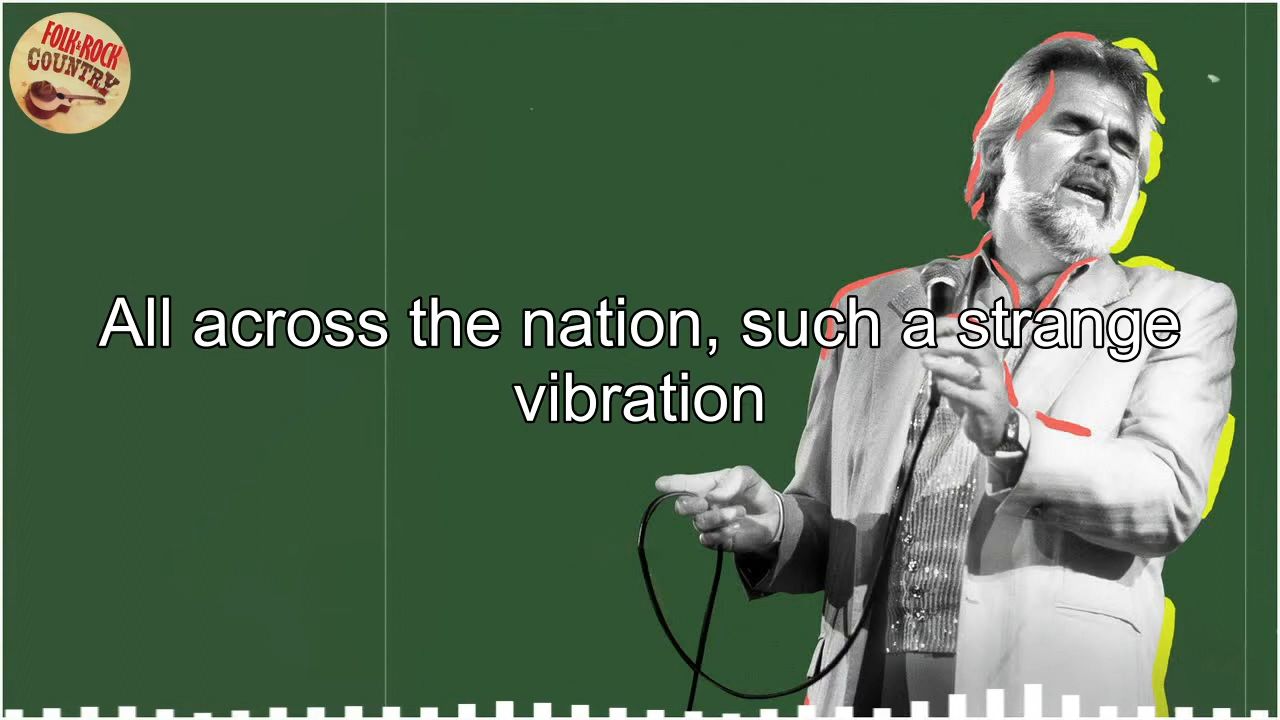 FOLK & ROCK
COUNTRY
All across the nation, such a strange
vibration